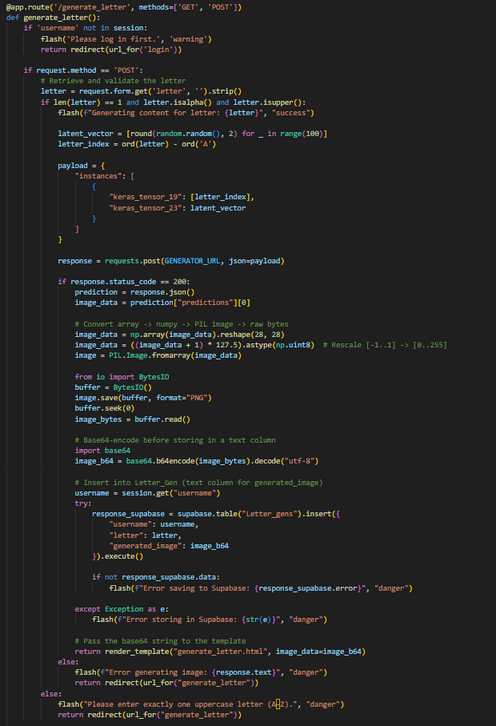 @app.route('/generate_letter', methods=['GET', 'POST'])
def generate_letter():
    if 'username' not in session:
        flash('Please log in first.', 'warning')
        return redirect(url_for('login'))

    if request.method == 'POST':
        # Retrieve and validate the letter
        letter = request.form.get('letter', '').strip()
        if len(letter) == 1 and letter.isalpha() and letter.isupper():
            flash(f"Generating content for letter: {letter}", "success")

            latent_vector = [round(random.random(), 2) for _ in range(100)]
            letter_index = ord(letter) - ord('A')

            payload = {
                "instances": [
                    {
                        "keras_tensor_19": [letter_index],
                        "keras_tensor_23": latent_vector
                    }
                ]
            }

            response = requests.post(GENERATOR_URL, json=payload)

            if response.status_code == 200:
                prediction = response.json()
                image_data = prediction["predictions"][0]

                # Convert array -> numpy -> PIL image -> raw bytes
                image_data = np.array(image_data).reshape(28, 28)
                image_data = ((image_data + 1) * 127.5).astype(np.uint8)  # Rescale [-1..1] -> [0..255]
                image = PIL.Image.fromarray(image_data)

                from io import BytesIO
                buffer = BytesIO()
                image.save(buffer, format="PNG")
                buffer.seek(0)
                image_bytes = buffer.read()

                # Base64-encode before storing in a text column
                import base64
                image_b64 = base64.b64encode(image_bytes).decode("utf-8")

                # Insert into Letter_Gen (text column for generated_image)
                username = session.get("username")
                try:
                    response_supabase = supabase.table("Letter_gens").insert({
                        "username": username,
                        "letter": letter,
                        "generated_image": image_b64
                    }).execute()

                    if not response_supabase.data:
                        flash(f"Error saving to Supabase: {response_supabase.error}", "danger")

                except Exception as e:
                    flash(f"Error storing in Supabase: {str(e)}", "danger")

                # Pass the base64 string to the template
                return render_template("generate_letter.html", image_data=image_b64)
            else:
                flash(f"Error generating image: {response.text}", "danger")
                return redirect(url_for("generate_letter"))
        else:
            flash("Please enter exactly one uppercase letter (A–Z).", "danger")
            return redirect(url_for("generate_letter"))